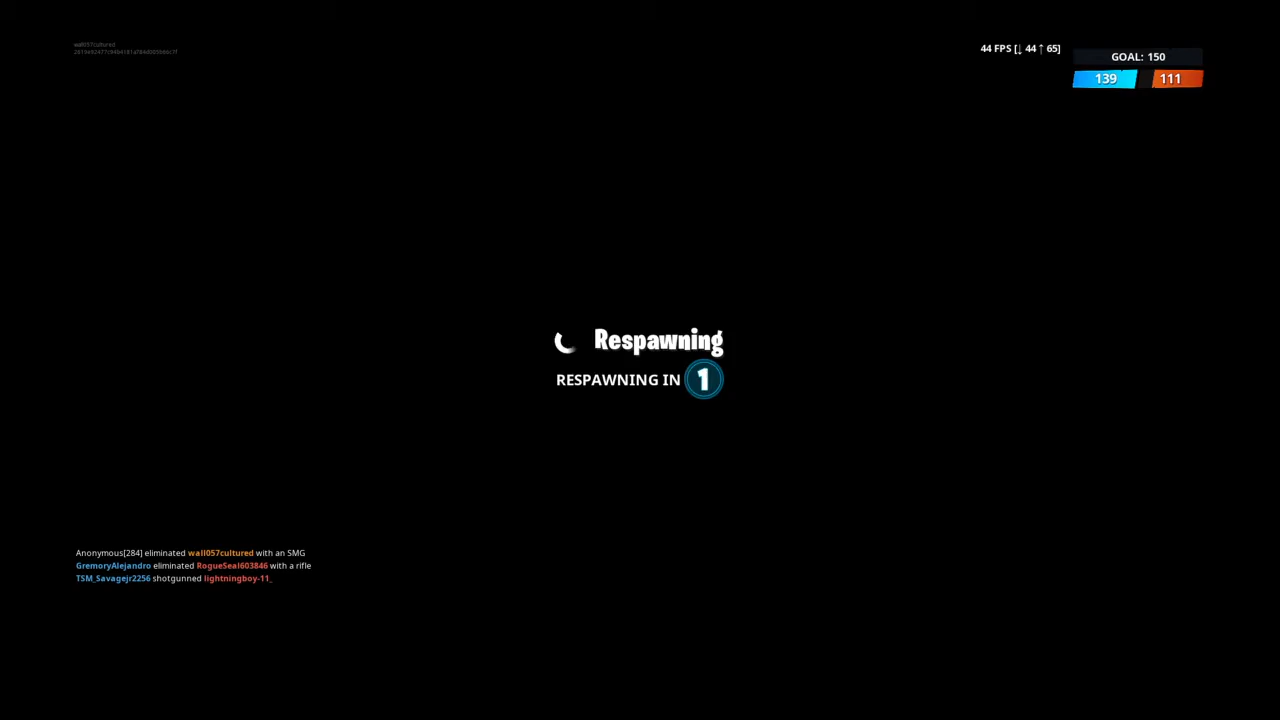 wall057cultured
44 FPS [↓ 44 ↑ 65]
GOAL: 150
139 111
Respawning
RESPAWNING IN 1
Anonymous[284] eliminated wall057cultured with an SMG
GremoryAlejandro eliminated RogueSeal603846 with a rifle
TSM_Savagejr2256 shotgunned lightningboy-11_